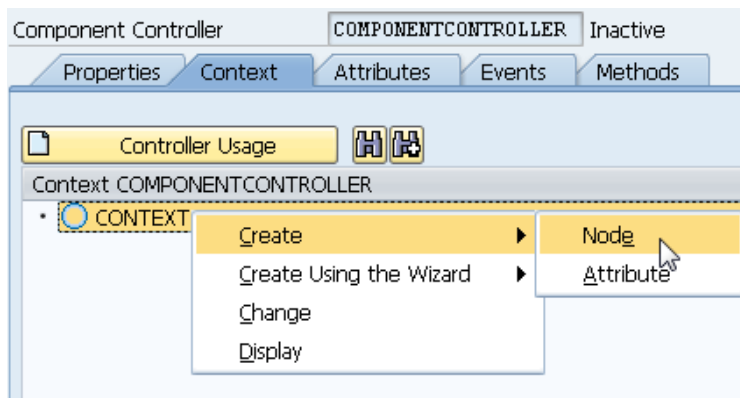 Component Controller COMPONENTCONTROLLER Inactive
Properties Context Attributes Events Methods
Controller Usage
Context COMPONENTCONTROLLER
CONTEXT
Create Node
Create Using the Wizard Attribute
Change
Display